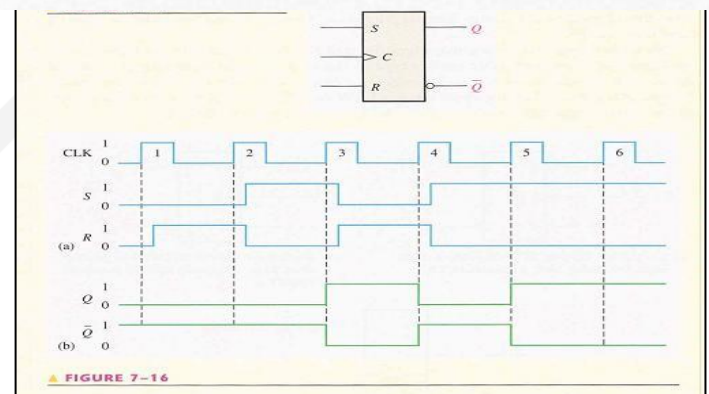 S Q
C
R Q̅
CLK 1 0 1 2 3 4 5 6
S 1 0
(a) R 1 0
Q 1 0
(b) Q̅ 1 0
▲ FIGURE 7–16